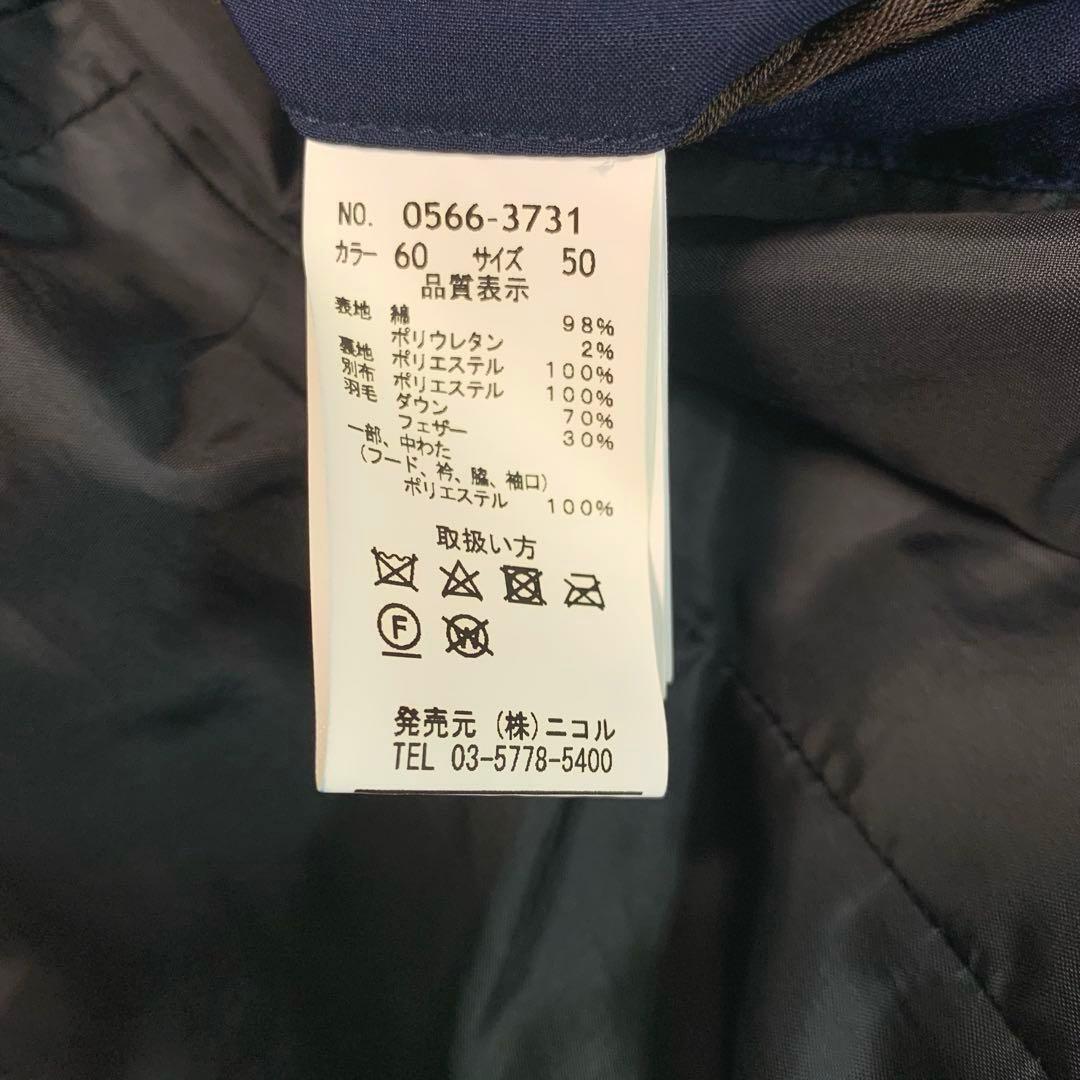 NO. 0566-3731
カラー 60 サイズ 50
品質表示
表地 綿 98%
ポリウレタン 2%
裏地 ポリエステル 100%
別布 ポリエステル 100%
羽毛 ダウン 70%
フェザー 30%
一部、中わた
(フード、衿、脇、袖口)
ポリエステル 100%
取扱い方
F W
発売元 (株)ニコル
TEL 03-5778-5400